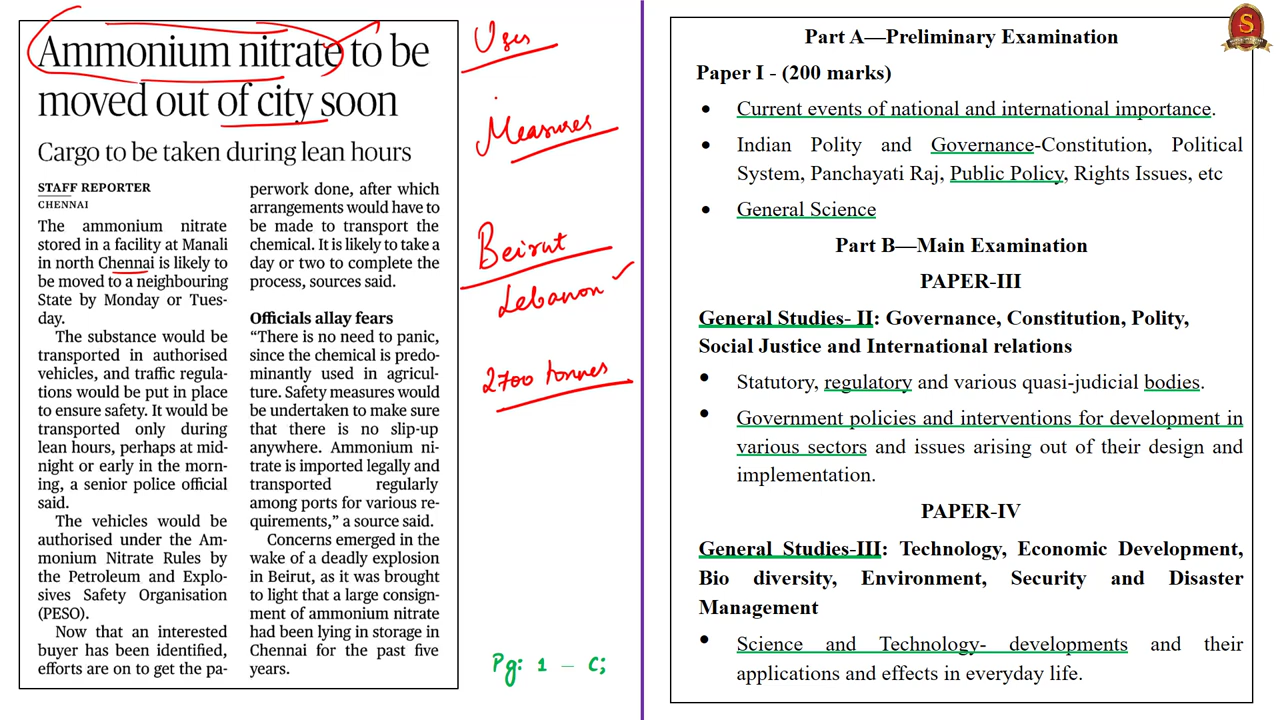 Ammonium nitrate to be
moved out of city soon
Cargo to be taken during lean hours
STAFF REPORTER
CHENNAI
The ammonium nitrate
stored in a facility at Manali
in north Chennai is likely to
be moved to a neighbouring
State by Monday or Tues-
day.
The substance would be
transported in authorised
vehicles, and traffic regula-
tions would be put in place
to ensure safety. It would be
transported only during
lean hours, perhaps at mid-
night or early in the morn-
ing, a senior police official
said.
The vehicles would be
authorised under the Am-
monium Nitrate Rules by
the Petroleum and Explo-
sives Safety Organisation
(PESO).
Now that an interested
buyer has been identified,
efforts are on to get the pa-
perwork done, after which
arrangements would have to
be made to transport the
chemical. It is likely to take a
day or two to complete the
process, sources said.
Officials allay fears
“There is no need to panic,
since the chemical is predo-
minantly used in agricul-
ture. Safety measures would
be undertaken to make sure
that there is no slip-up
anywhere. Ammonium ni-
trate is imported legally and
transported regularly
among ports for various re-
quirements,” a source said.
Concerns emerged in the
wake of a deadly explosion
in Beirut, as it was brought
to light that a large consign-
ment of ammonium nitrate
had been lying in storage in
Chennai for the past five
years.
Uses
Measures
Beirut
Lebanon
2700 tonnes
Pg: 1 – C;
Part A—Preliminary Examination
Paper I - (200 marks)
• Current events of national and international importance.
• Indian Polity and Governance-Constitution, Political
System, Panchayati Raj, Public Policy, Rights Issues, etc
• General Science
Part B—Main Examination
PAPER-III
General Studies- II: Governance, Constitution, Polity,
Social Justice and International relations
• Statutory, regulatory and various quasi-judicial bodies.
• Government policies and interventions for development in
various sectors and issues arising out of their design and
implementation.
PAPER-IV
General Studies-III: Technology, Economic Development,
Bio diversity, Environment, Security and Disaster
Management
• Science and Technology- developments and their
applications and effects in everyday life.
S